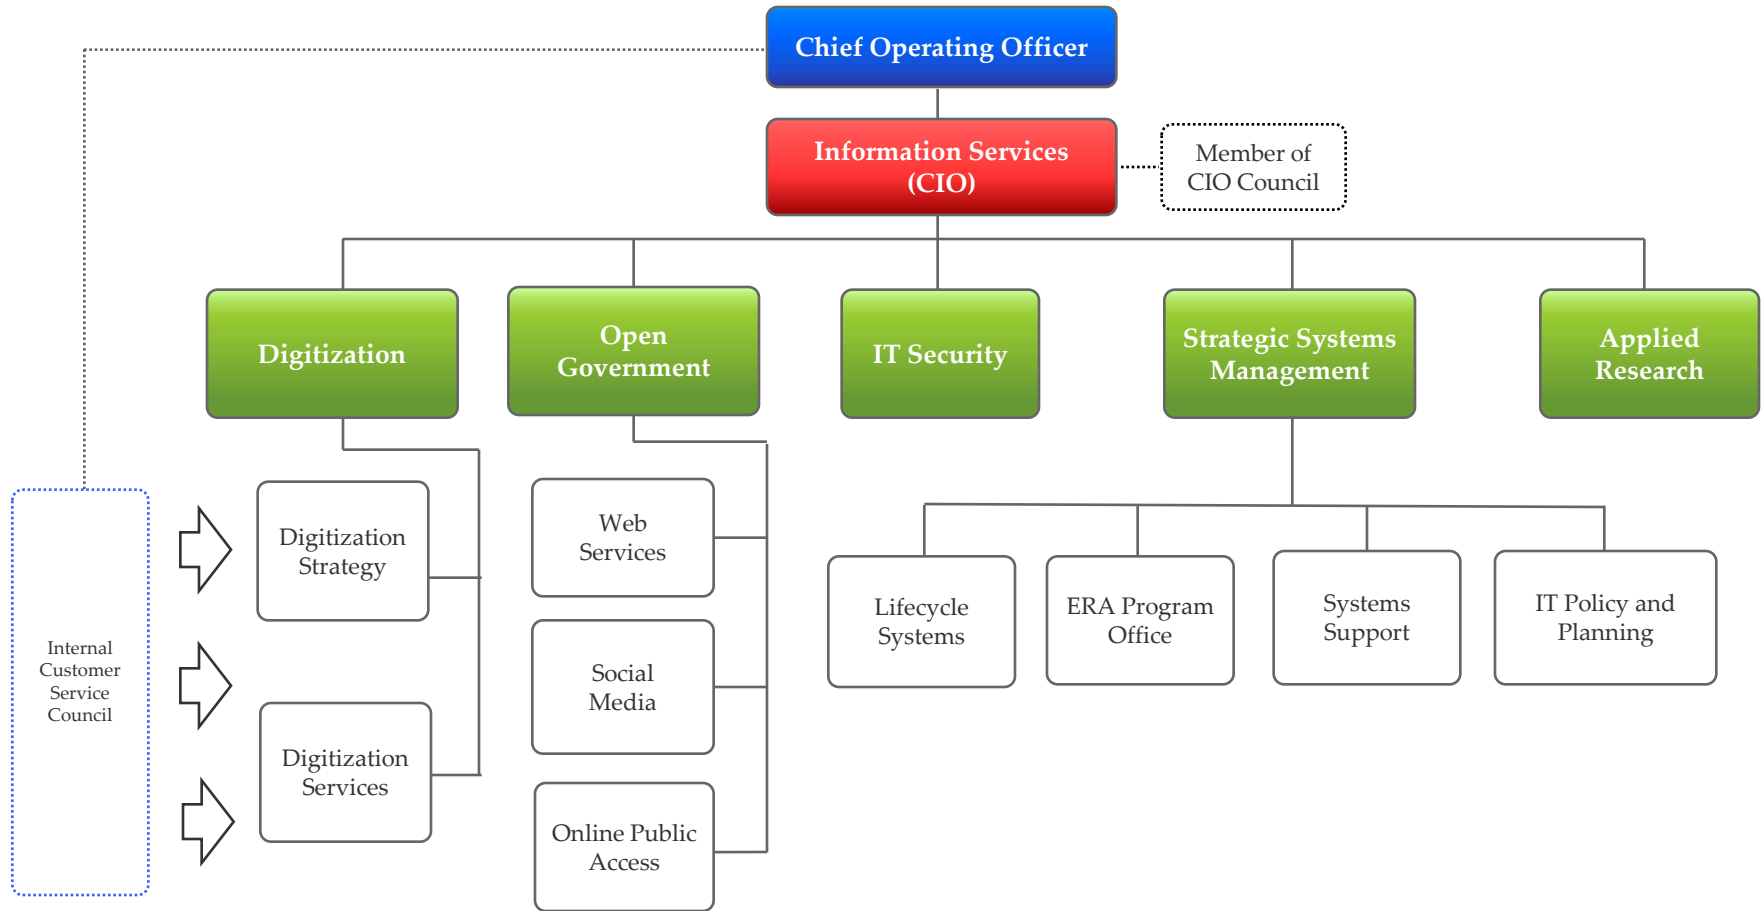 Chief Operating Officer
Information Services
(CIO)
Member of
CIO Council
Digitization
Open
Government
IT Security
Strategic Systems
Management
Applied
Research
Internal
Customer
Service
Council
Digitization
Strategy
Digitization
Services
Web
Services
Social
Media
Online Public
Access
Lifecycle
Systems
ERA Program
Office
Systems
Support
IT Policy and
Planning